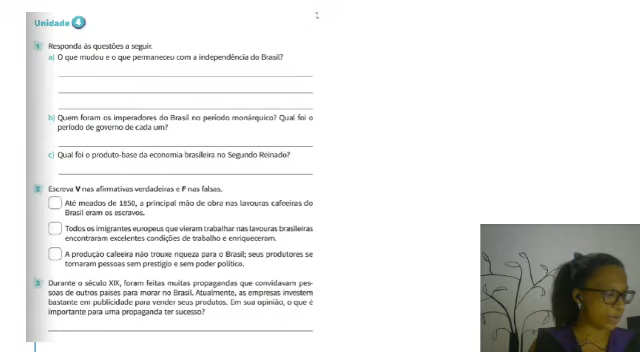 Unidade 4
1 Responda às questões a seguir.
a) O que mudou e o que permaneceu com a independência do Brasil?
b) Quem foram os imperadores do Brasil no período monárquico? Qual foi o
período de governo de cada um?
c) Qual foi o produto-base da economia brasileira no Segundo Reinado?
2 Escreva V nas afirmativas verdadeiras e F nas falsas.
Até meados de 1850, a principal mão de obra nas lavouras cafeeiras do
Brasil eram os escravos.
Todos os imigrantes europeus que vieram trabalhar nas lavouras brasileiras
encontraram excelentes condições de trabalho e enriqueceram.
A produção cafeeira não trouxe riqueza para o Brasil; seus produtores se
tornaram pessoas sem prestígio e sem poder político.
3 Durante o século XIX, foram feitas muitas propagandas que convidavam pes-
soas de outros países para morar no Brasil. Atualmente, as empresas investem
bastante em publicidade para vender seus produtos. Em sua opinião, o que é
importante para uma propaganda ter sucesso?